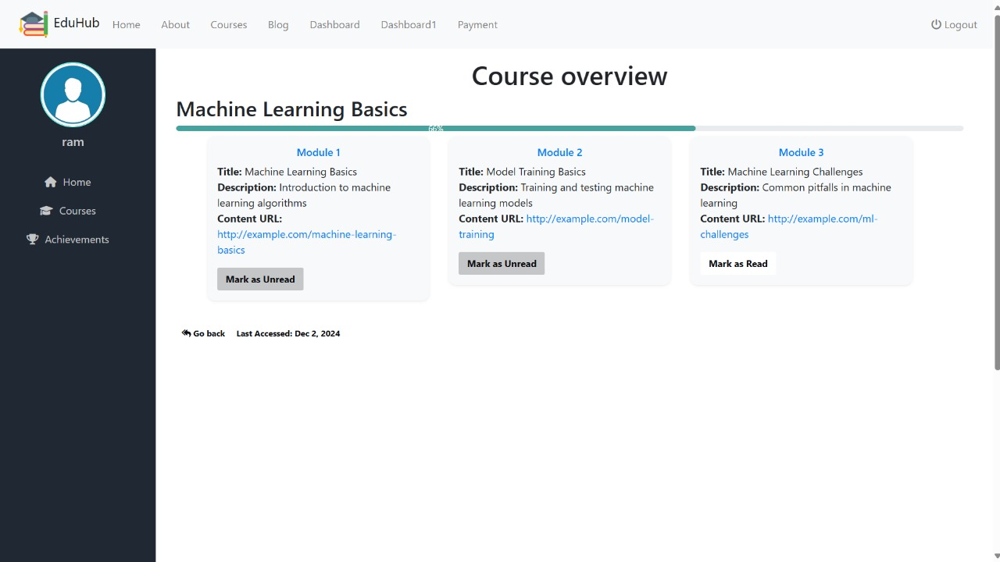 EduHub Home About Courses Blog Dashboard Dashboard1 Payment Logout
ram
Home
Courses
Achievements
Course overview
Machine Learning Basics
66%
Module 1
Title: Machine Learning Basics
Description: Introduction to machine
learning algorithms
Content URL:
http://example.com/machine-learning-
basics
Mark as Unread
Module 2
Title: Model Training Basics
Description: Training and testing machine
learning models
Content URL: http://example.com/model-
training
Mark as Unread
Module 3
Title: Machine Learning Challenges
Description: Common pitfalls in machine
learning
Content URL: http://example.com/ml-
challenges
Mark as Read
Go back Last Accessed: Dec 2, 2024